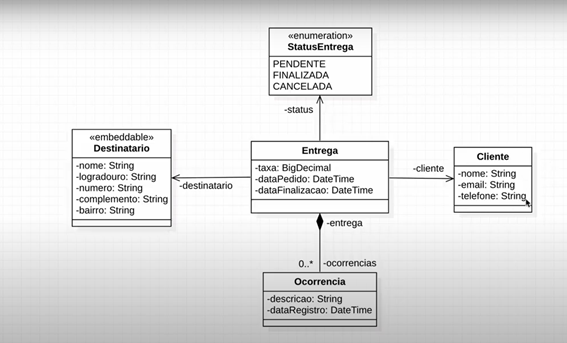 «enumeration»
StatusEntrega
PENDENTE
FINALIZADA
CANCELADA
-status
«embeddable»
Destinatario
-nome: String
-logradouro: String
-numero: String
-complemento: String
-bairro: String
-destinatario
Entrega
-taxa: BigDecimal
-dataPedido: DateTime
-dataFinalizacao: DateTime
-cliente
Cliente
-nome: String
-email: String
-telefone: String
-entrega
0..* -ocorrencias
Ocorrencia
-descricao: String
-dataRegistro: DateTime